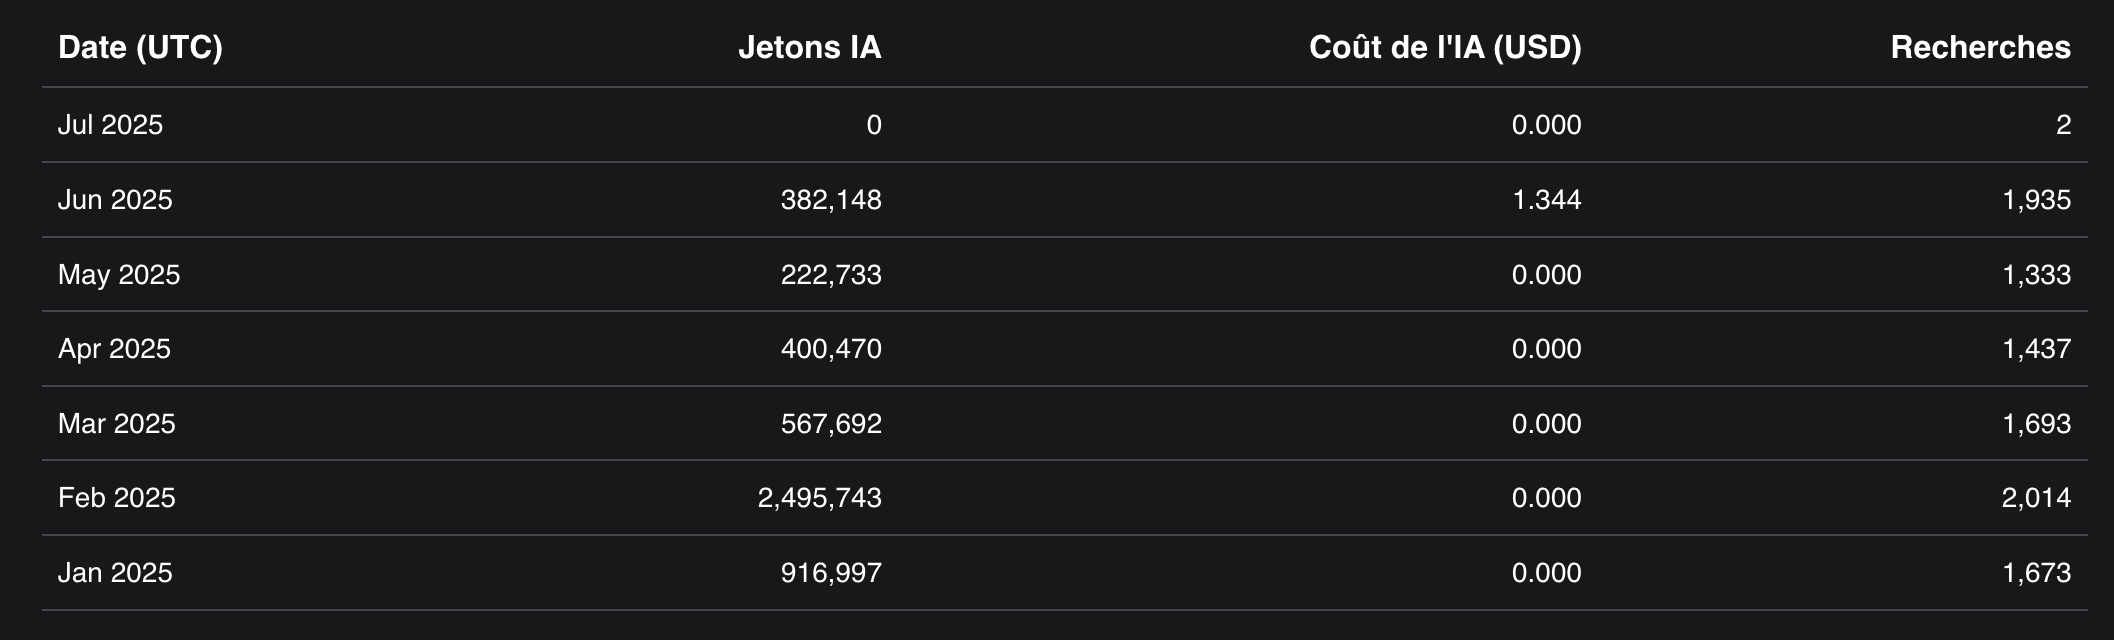 Date (UTC) Jetons IA Coût de l'IA (USD) Recherches
Jul 2025 0 0.000 2
Jun 2025 382,148 1.344 1,935
May 2025 222,733 0.000 1,333
Apr 2025 400,470 0.000 1,437
Mar 2025 567,692 0.000 1,693
Feb 2025 2,495,743 0.000 2,014
Jan 2025 916,997 0.000 1,673